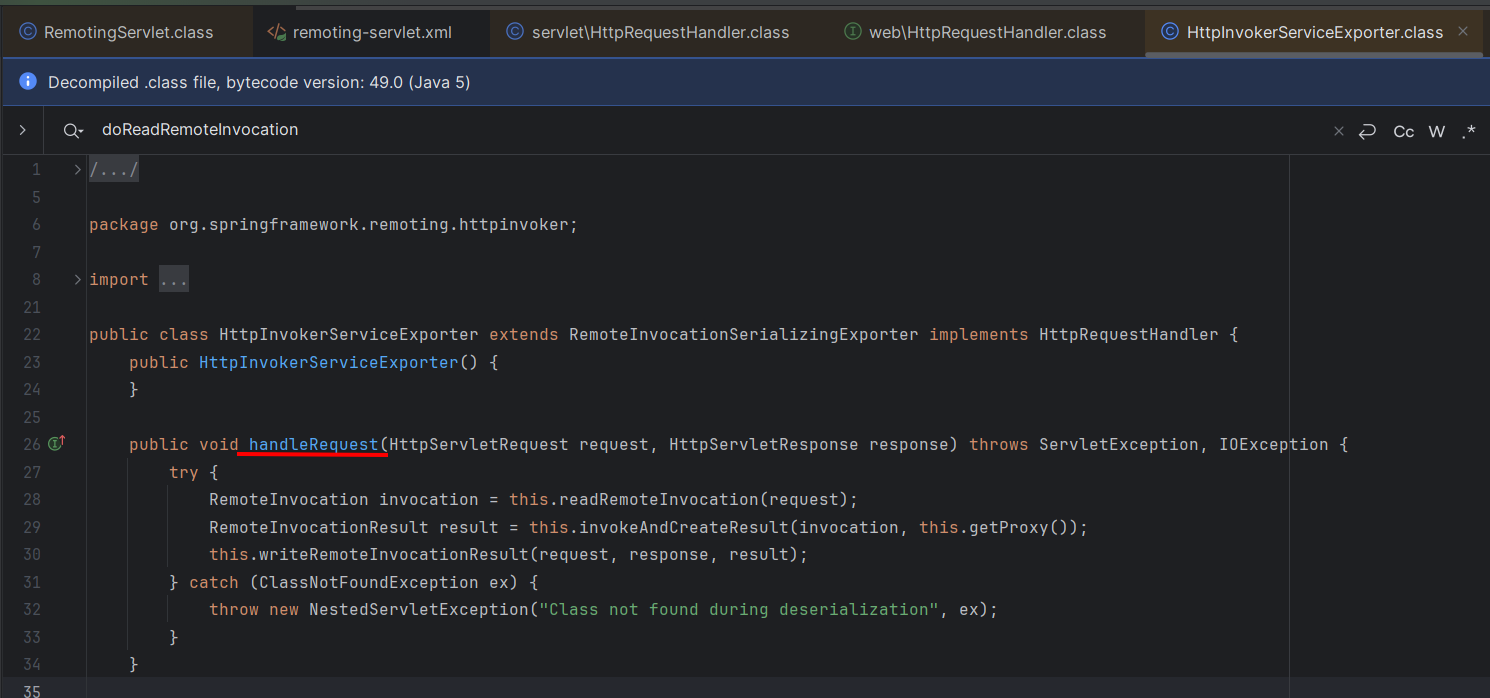 RemotingServlet.class remoting-servlet.xml servlet\HttpRequestHandler.class web\HttpRequestHandler.class HttpInvokerServiceExporter.class
Decompiled .class file, bytecode version: 49.0 (Java 5)
doReadRemoteInvocation Cc W .*
1 /.../
5
6 package org.springframework.remoting.httpinvoker;
7
8 import ...
21
22 public class HttpInvokerServiceExporter extends RemoteInvocationSerializingExporter implements HttpRequestHandler {
23 public HttpInvokerServiceExporter() {
24 }
25
26 public void handleRequest(HttpServletRequest request, HttpServletResponse response) throws ServletException, IOException {
27 try {
28 RemoteInvocation invocation = this.readRemoteInvocation(request);
29 RemoteInvocationResult result = this.invokeAndCreateResult(invocation, this.getProxy());
30 this.writeRemoteInvocationResult(request, response, result);
31 } catch (ClassNotFoundException ex) {
32 throw new NestedServletException("Class not found during deserialization", ex);
33 }
34 }
35